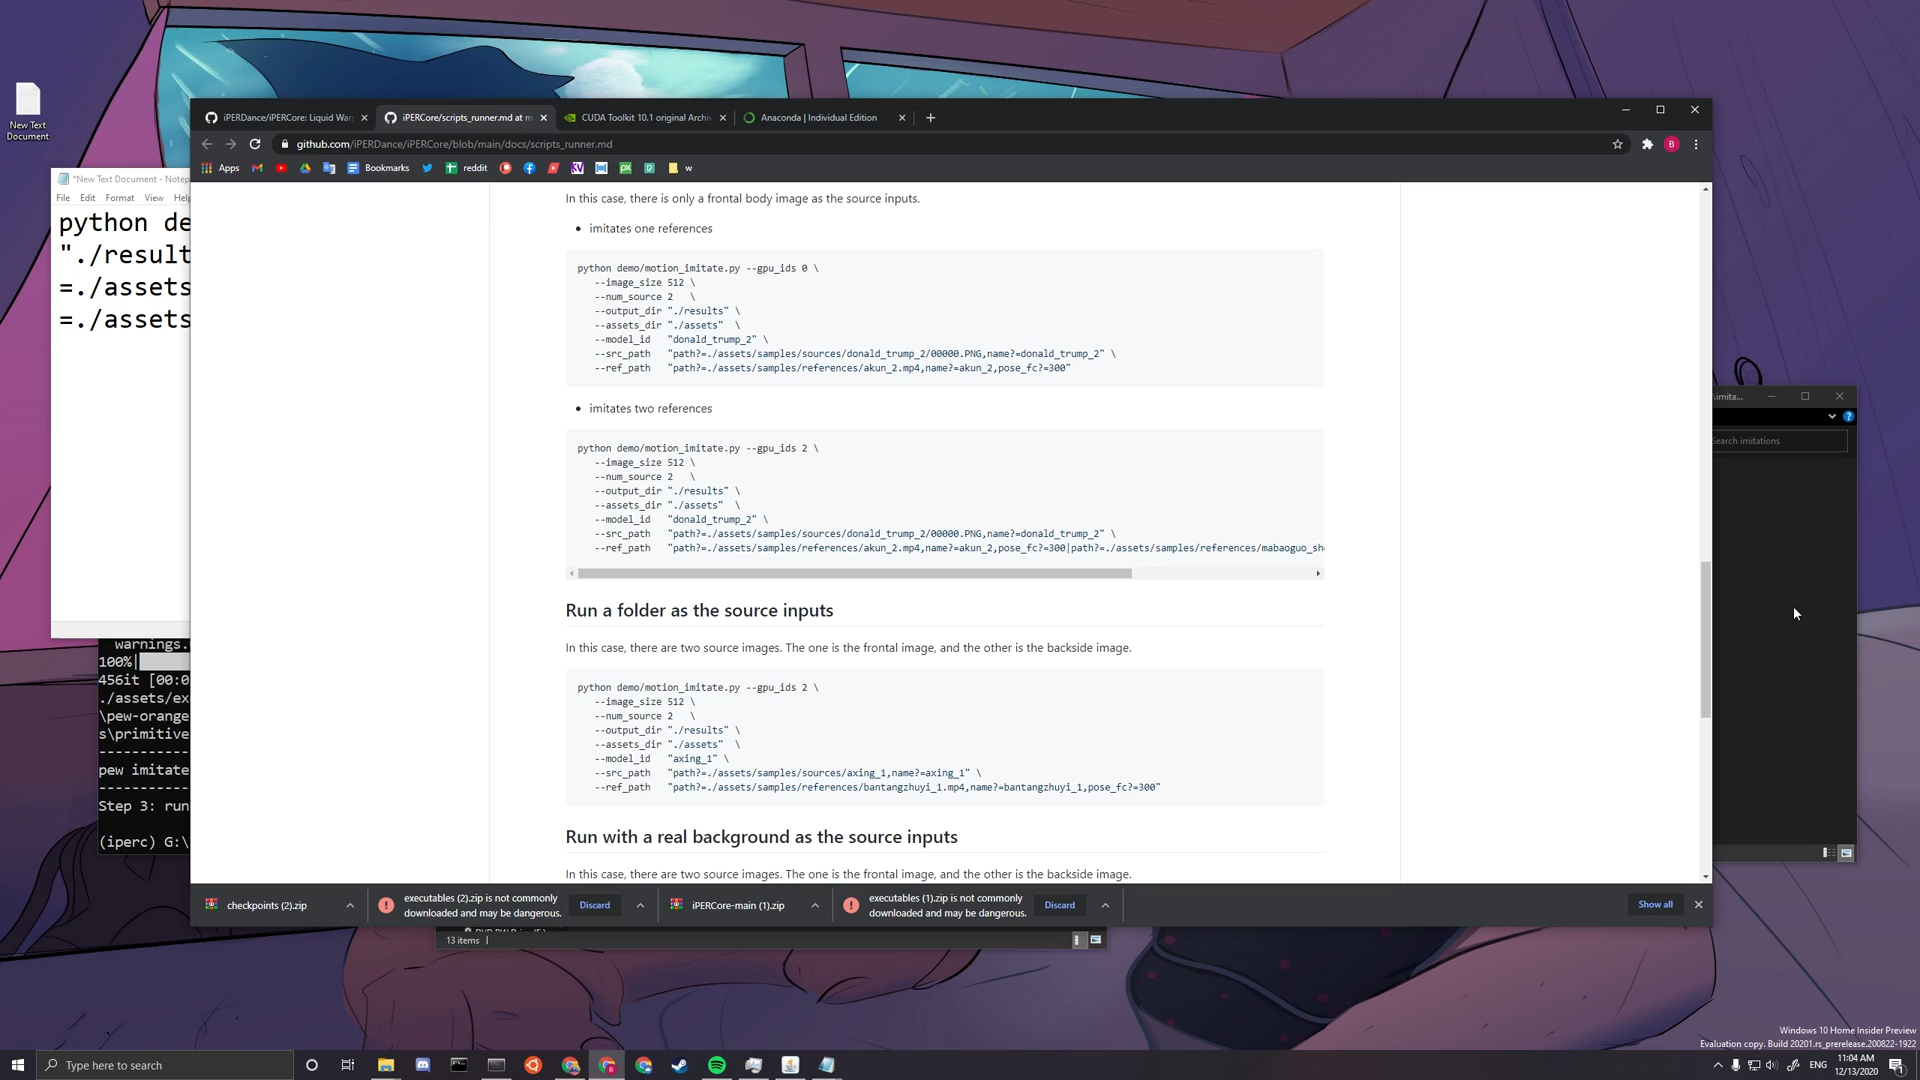 New Text
Document
*New Text Document - Notep
File Edit Format View Help
python de
"./result
=./assets
=./assets
warnings.
100%|
456it [00:0
./assets/ex
\pew-orange
s\primitive
-----------
pew imitate
-----------
Step 3: run
(iperc) G:\
iPERDance/iPERCore: Liquid War
iPERCore/scripts_runner.md at m
CUDA Toolkit 10.1 original Archiv
Anaconda | Individual Edition
github.com/iPERDance/iPERCore/blob/main/docs/scripts_runner.md
Apps Bookmarks reddit w
In this case, there is only a frontal body image as the source inputs.
• imitates one references
python demo/motion_imitate.py --gpu_ids 0 \
--image_size 512 \
--num_source 2 \
--output_dir "./results" \
--assets_dir "./assets" \
--model_id "donald_trump_2" \
--src_path "path?=./assets/samples/sources/donald_trump_2/00000.PNG,name?=donald_trump_2" \
--ref_path "path?=./assets/samples/references/akun_2.mp4,name?=akun_2,pose_fc?=300"
• imitates two references
python demo/motion_imitate.py --gpu_ids 2 \
--image_size 512 \
--num_source 2 \
--output_dir "./results" \
--assets_dir "./assets" \
--model_id "donald_trump_2" \
--src_path "path?=./assets/samples/sources/donald_trump_2/00000.PNG,name?=donald_trump_2" \
--ref_path "path?=./assets/samples/references/akun_2.mp4,name?=akun_2,pose_fc?=300|path?=./assets/samples/references/mabaoguo_sh
Run a folder as the source inputs
In this case, there are two source images. The one is the frontal image, and the other is the backside image.
python demo/motion_imitate.py --gpu_ids 2 \
--image_size 512 \
--num_source 2 \
--output_dir "./results" \
--assets_dir "./assets" \
--model_id "axing_1" \
--src_path "path?=./assets/samples/sources/axing_1,name?=axing_1" \
--ref_path "path?=./assets/samples/references/bantangzhuyi_1.mp4,name?=bantangzhuyi_1,pose_fc?=300"
Run with a real background as the source inputs
In this case, there are two source images. The one is the frontal image, and the other is the backside image.
checkpoints (2).zip
executables (2).zip is not commonly
downloaded and may be dangerous.
Discard
iPERCore-main (1).zip
executables (1).zip is not commonly
downloaded and may be dangerous.
Discard
Show all
13 items
\imita...
Search imitations
Windows 10 Home Insider Preview
Evaluation copy. Build 20201.rs_prerelease.200822-1922
Type here to search
ENG
11:04 AM
12/13/2020